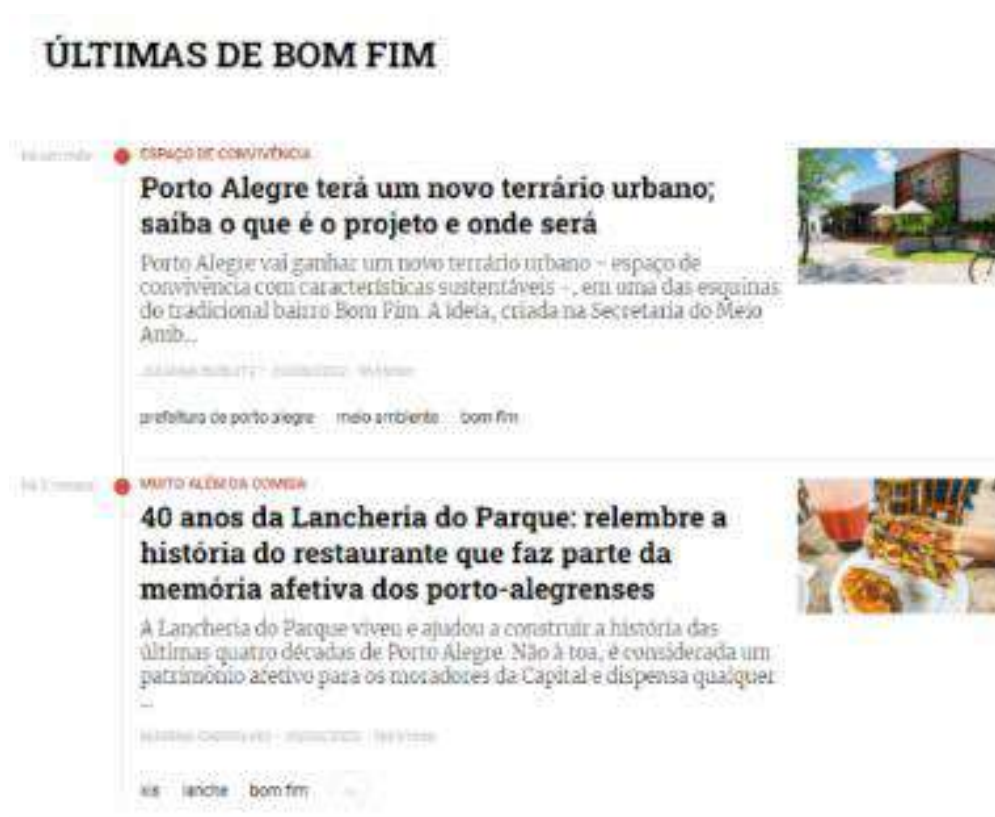 ÚLTIMAS DE BOM FIM
ESPAÇO DE CONVIVÊNCIA
Porto Alegre terá um novo terrário urbano;
saiba o que é o projeto e onde será
Porto Alegre vai ganhar um novo terrário urbano – espaço de
convivência com características sustentáveis –, em uma das esquinas
do tradicional bairro Bom Fim. A ideia, criada na Secretaria do Meio
Amb...
prefeitura de porto alegre meio ambiente bom fim
MUITO ALÉM DA COMIDA
40 anos da Lancheria do Parque: relembre a
história do restaurante que faz parte da
memória afetiva dos porto-alegrenses
A Lancheria do Parque viveu e ajudou a construir a história das
últimas quatro décadas de Porto Alegre. Não à toa, é considerada um
patrimônio afetivo para os moradores da Capital e dispensa qualquer
...
xis lanche bom fim